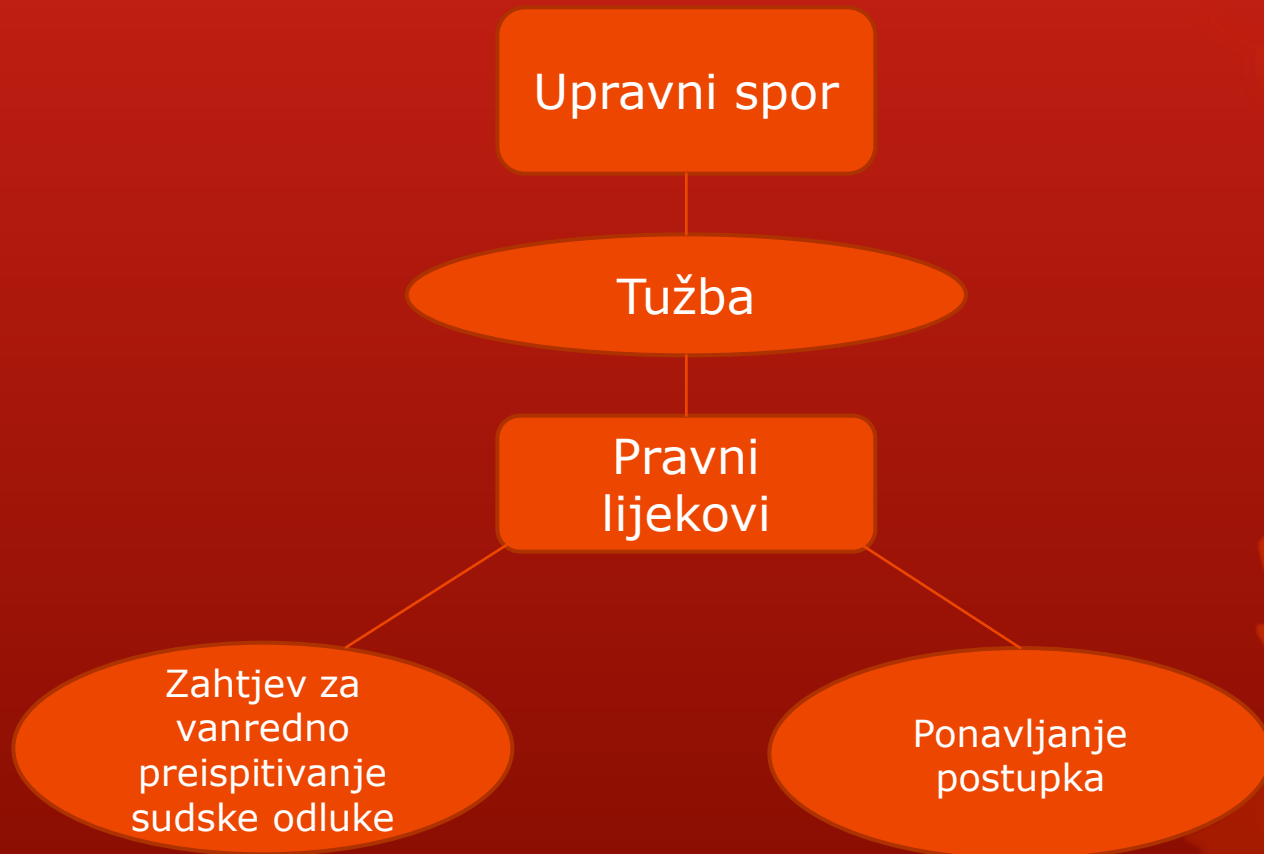 Upravni spor
Tužba
Pravni
lijekovi
Zahtjev za
vanredno
preispitivanje
sudske odluke
Ponavljanje
postupka